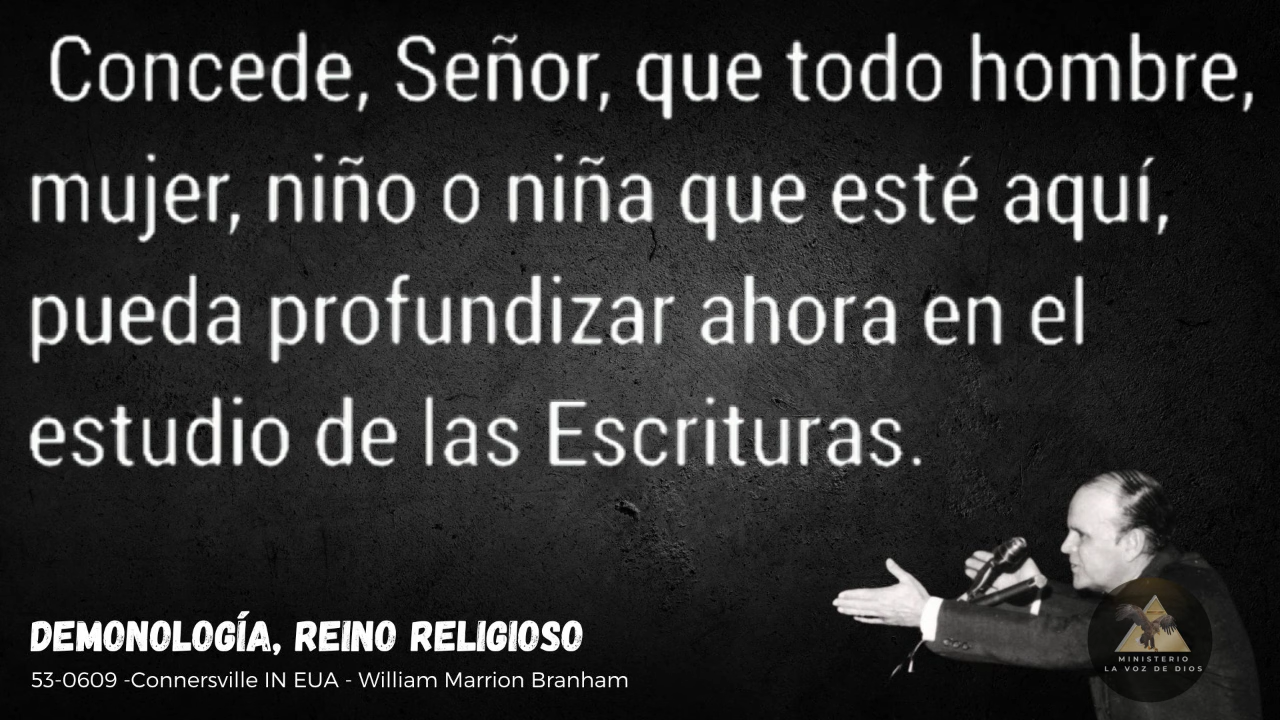 Concede, Señor, que todo hombre,
mujer, niño o niña que esté aquí,
pueda profundizar ahora en el
estudio de las Escrituras.
DEMONOLOGÍA, REINO RELIGIOSO
53-0609 -Connersville IN EUA - William Marrion Branham
MINISTERIO
LA VOZ DE DIOS